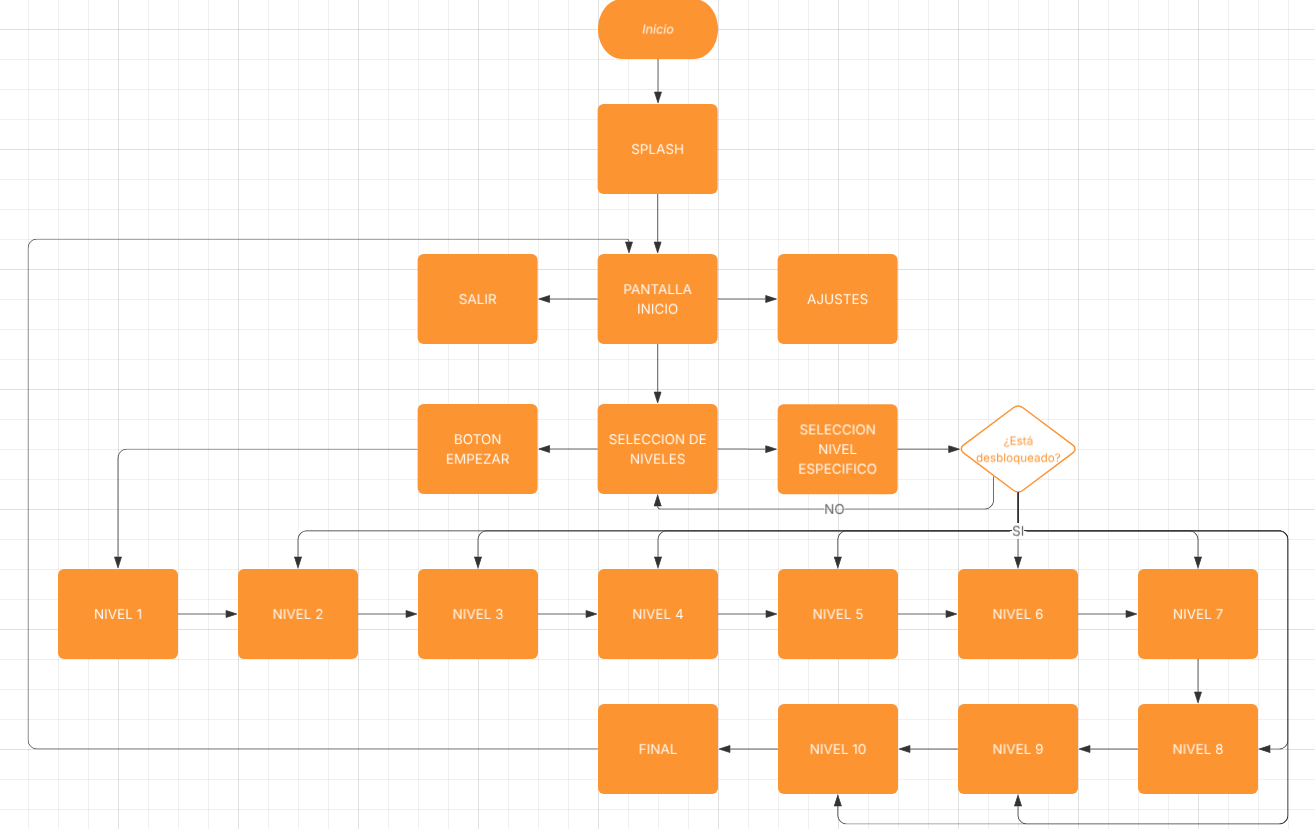 Inicio
SPLASH
SALIR
PANTALLA
INICIO
AJUSTES
BOTON
EMPEZAR
SELECCION DE
NIVELES
SELECCION
NIVEL
ESPECIFICO
¿Está
desbloqueado?
NO
SI
NIVEL 1
NIVEL 2
NIVEL 3
NIVEL 4
NIVEL 5
NIVEL 6
NIVEL 7
FINAL
NIVEL 10
NIVEL 9
NIVEL 8